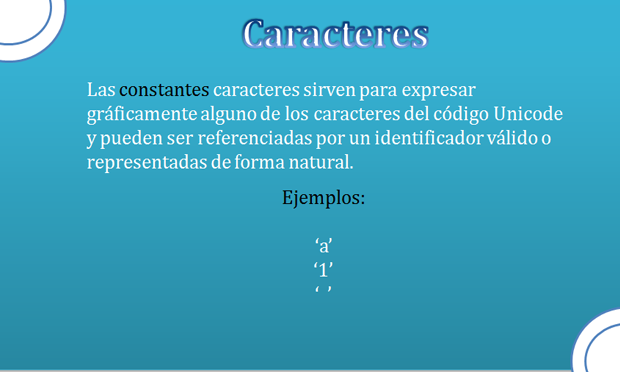 Caracteres
Las constantes caracteres sirven para expresar
gráficamente alguno de los caracteres del código Unicode
y pueden ser referenciadas por un identificador válido o
representadas de forma natural.
Ejemplos:
‘a’
‘1’
‘ ’